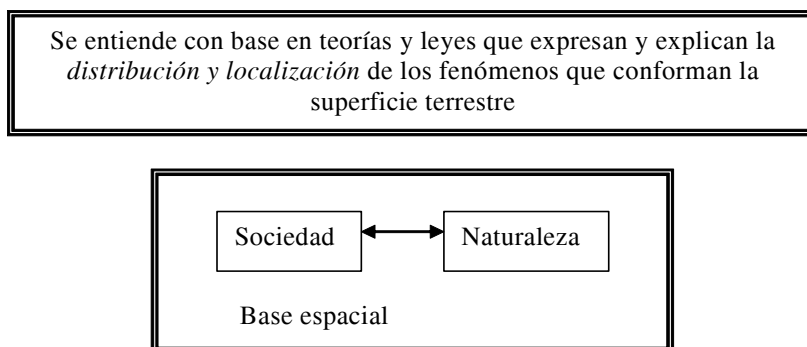 Se entiende con base en teorías y leyes que expresan y explican la
distribución y localización de los fenómenos que conforman la
superficie terrestre
Sociedad
Naturaleza
Base espacial